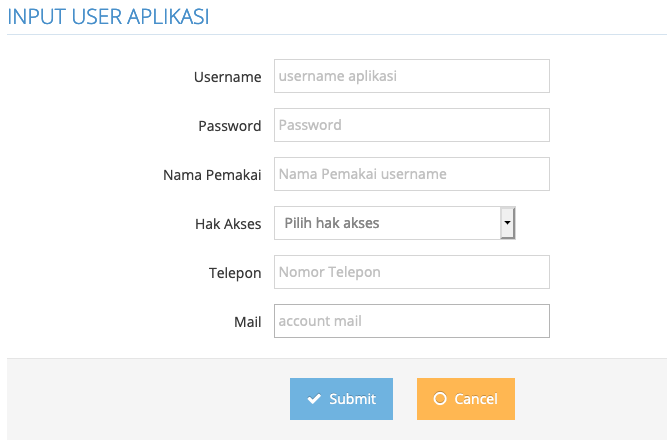 INPUT USER APLIKASI
Username username aplikasi
Password Password
Nama Pemakai Nama Pemakai username
Hak Akses Pilih hak akses
Telepon Nomor Telepon
Mail account mail
Submit Cancel